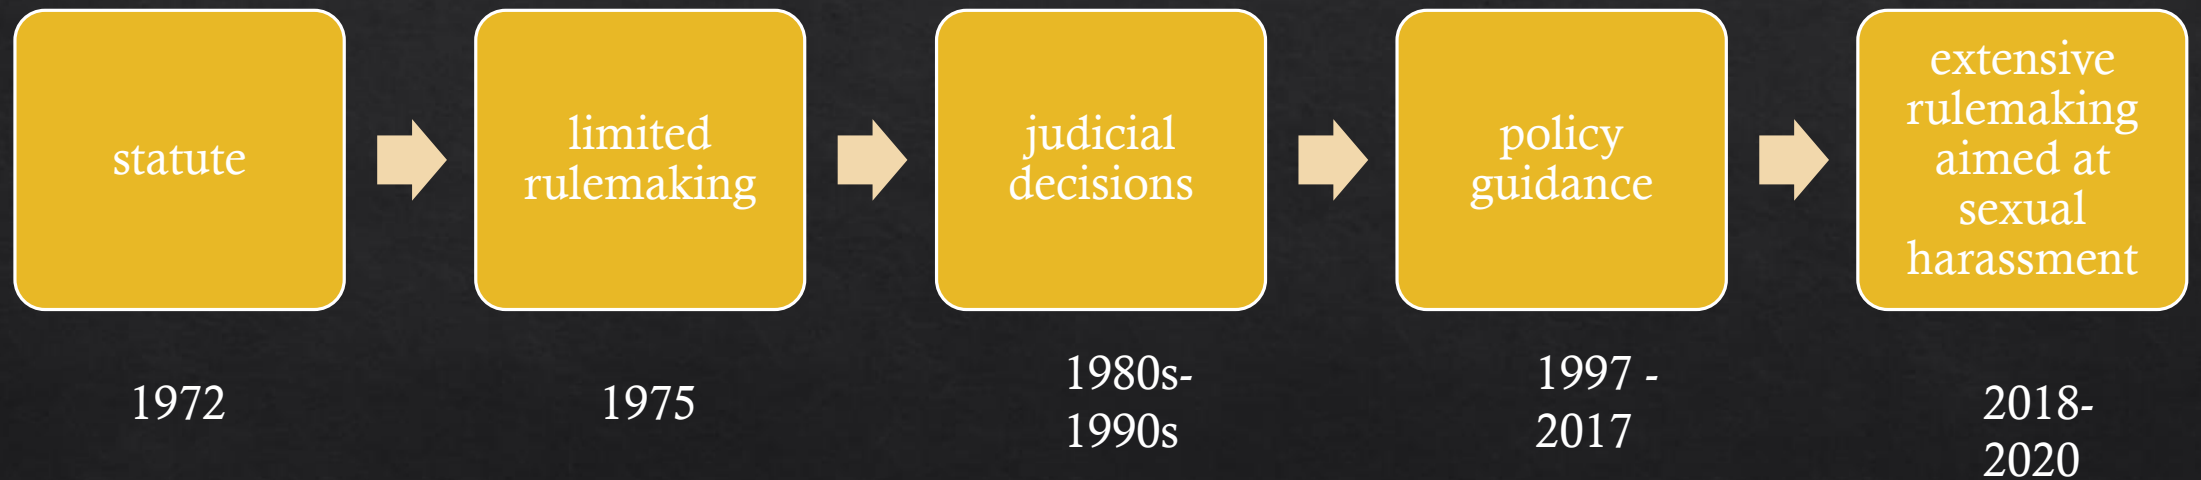 statute
limited
rulemaking
judicial
decisions
policy
guidance
extensive
rulemaking
aimed at
sexual
harassment
1972
1975
1980s-
1990s
1997 -
2017
2018-
2020